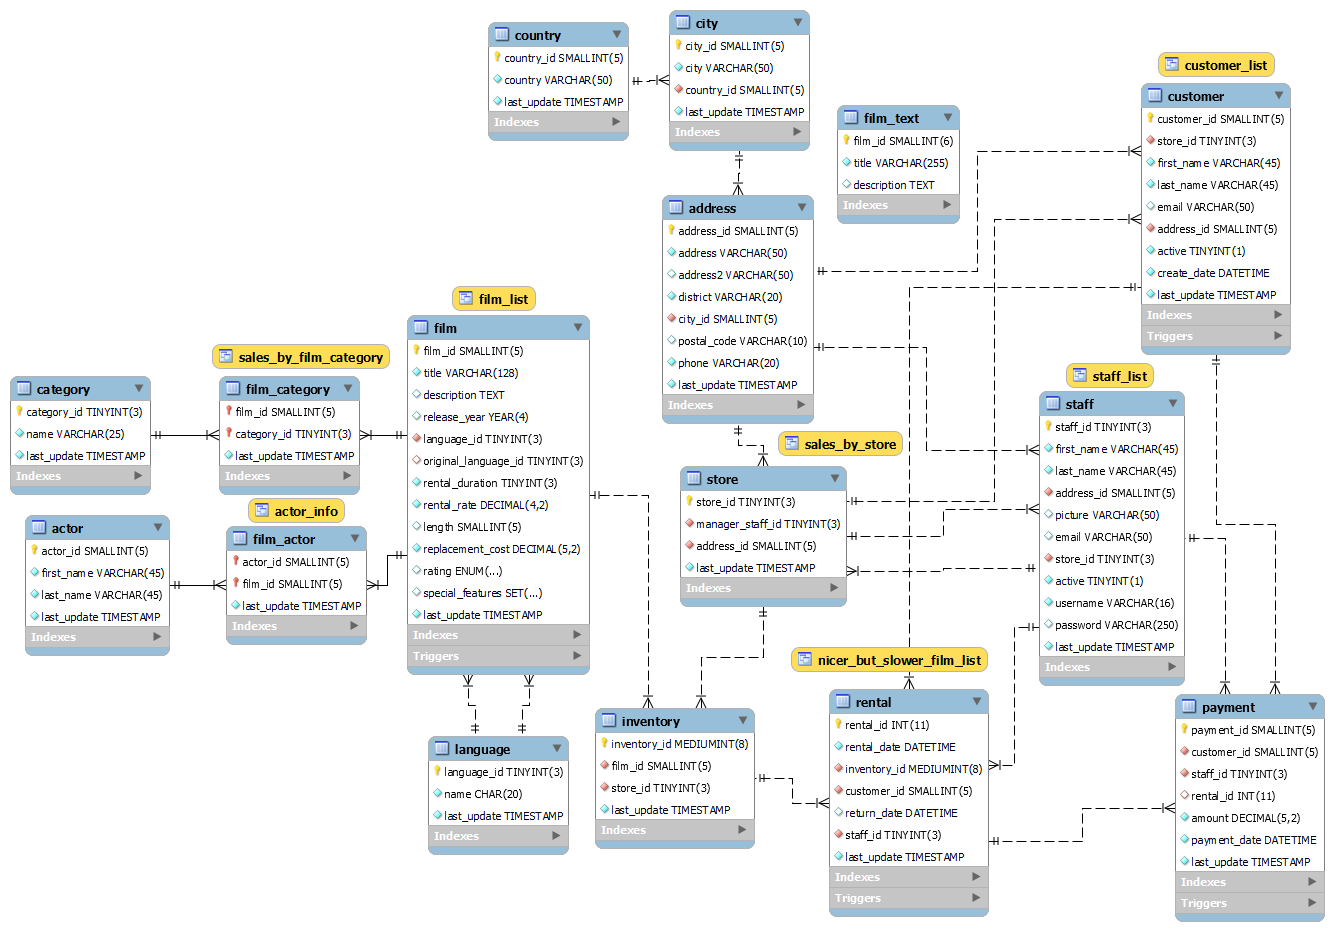 country
country_id SMALLINT(5)
country VARCHAR(50)
last_update TIMESTAMP
Indexes
city
city_id SMALLINT(5)
city VARCHAR(50)
country_id SMALLINT(5)
last_update TIMESTAMP
Indexes
film_text
film_id SMALLINT(6)
title VARCHAR(255)
description TEXT
Indexes
customer_list
customer
customer_id SMALLINT(5)
store_id TINYINT(3)
first_name VARCHAR(45)
last_name VARCHAR(45)
email VARCHAR(50)
address_id SMALLINT(5)
active TINYINT(1)
create_date DATETIME
last_update TIMESTAMP
Indexes
Triggers
address
address_id SMALLINT(5)
address VARCHAR(50)
address2 VARCHAR(50)
district VARCHAR(20)
city_id SMALLINT(5)
postal_code VARCHAR(10)
phone VARCHAR(20)
last_update TIMESTAMP
Indexes
film_list
film
film_id SMALLINT(5)
title VARCHAR(128)
description TEXT
release_year YEAR(4)
language_id TINYINT(3)
original_language_id TINYINT(3)
rental_duration TINYINT(3)
rental_rate DECIMAL(4,2)
length SMALLINT(5)
replacement_cost DECIMAL(5,2)
rating ENUM(...)
special_features SET(...)
last_update TIMESTAMP
Indexes
Triggers
sales_by_film_category
category
category_id TINYINT(3)
name VARCHAR(25)
last_update TIMESTAMP
Indexes
film_category
film_id SMALLINT(5)
category_id TINYINT(3)
last_update TIMESTAMP
Indexes
actor_info
actor
actor_id SMALLINT(5)
first_name VARCHAR(45)
last_name VARCHAR(45)
last_update TIMESTAMP
Indexes
film_actor
actor_id SMALLINT(5)
film_id SMALLINT(5)
last_update TIMESTAMP
Indexes
staff_list
staff
staff_id TINYINT(3)
first_name VARCHAR(45)
last_name VARCHAR(45)
address_id SMALLINT(5)
picture VARCHAR(50)
email VARCHAR(50)
store_id TINYINT(3)
active TINYINT(1)
username VARCHAR(16)
password VARCHAR(250)
last_update TIMESTAMP
Indexes
sales_by_store
store
store_id TINYINT(3)
manager_staff_id TINYINT(3)
address_id SMALLINT(5)
last_update TIMESTAMP
Indexes
language
language_id TINYINT(3)
name CHAR(20)
last_update TIMESTAMP
Indexes
inventory
inventory_id MEDIUMINT(8)
film_id SMALLINT(5)
store_id TINYINT(3)
last_update TIMESTAMP
Indexes
nicer_but_slower_film_list
rental
rental_id INT(11)
rental_date DATETIME
inventory_id MEDIUMINT(8)
customer_id SMALLINT(5)
return_date DATETIME
staff_id TINYINT(3)
last_update TIMESTAMP
Indexes
Triggers
payment
payment_id SMALLINT(5)
customer_id SMALLINT(5)
staff_id TINYINT(3)
rental_id INT(11)
amount DECIMAL(5,2)
payment_date DATETIME
last_update TIMESTAMP
Indexes
Triggers